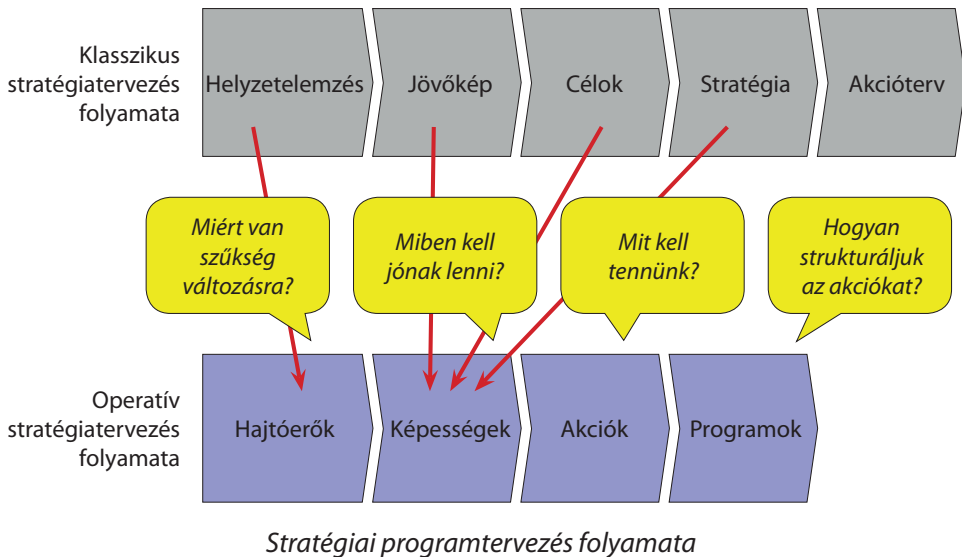 Klasszikus
stratégiatervezés
folyamata
Helyzetelemzés
Jövőkép
Célok
Stratégia
Akcióterv
Miért van
szűkség
változásra?
Miben kell
jónak lenni?
Mit kell
tennünk?
Hogyan
strukturáljuk
az akciókat?
Operatív
stratégiatervezés
folyamata
Hajtóerők
Képességek
Akciók
Programok
Stratégiai programtervezés folyamata